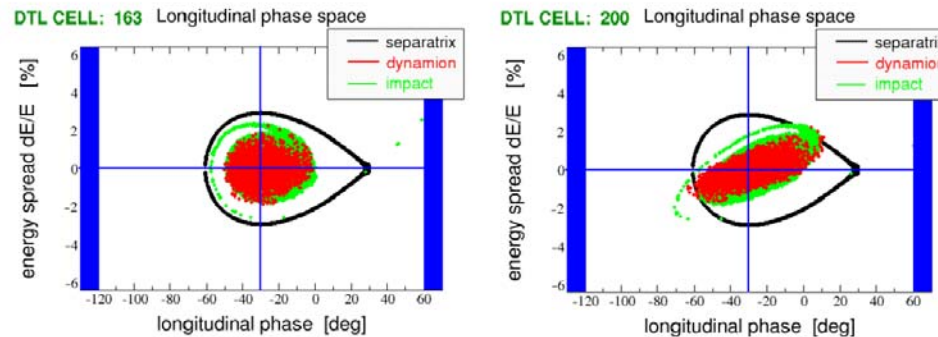 DTL CELL: 163 Longitudinal phase space
separatrix
dynamion
impact
energy spread dE/E [%]
6
4
2
0
-2
-4
-6
-120 -100 -80 -60 -40 -20 0 20 40 60
longitudinal phase [deg]
DTL CELL: 200 Longitudinal phase space
separatrix
dynamion
impact
energy spread dE/E [%]
6
4
2
0
-2
-4
-6
-120 -100 -80 -60 -40 -20 0 20 40 60
longitudinal phase [deg]